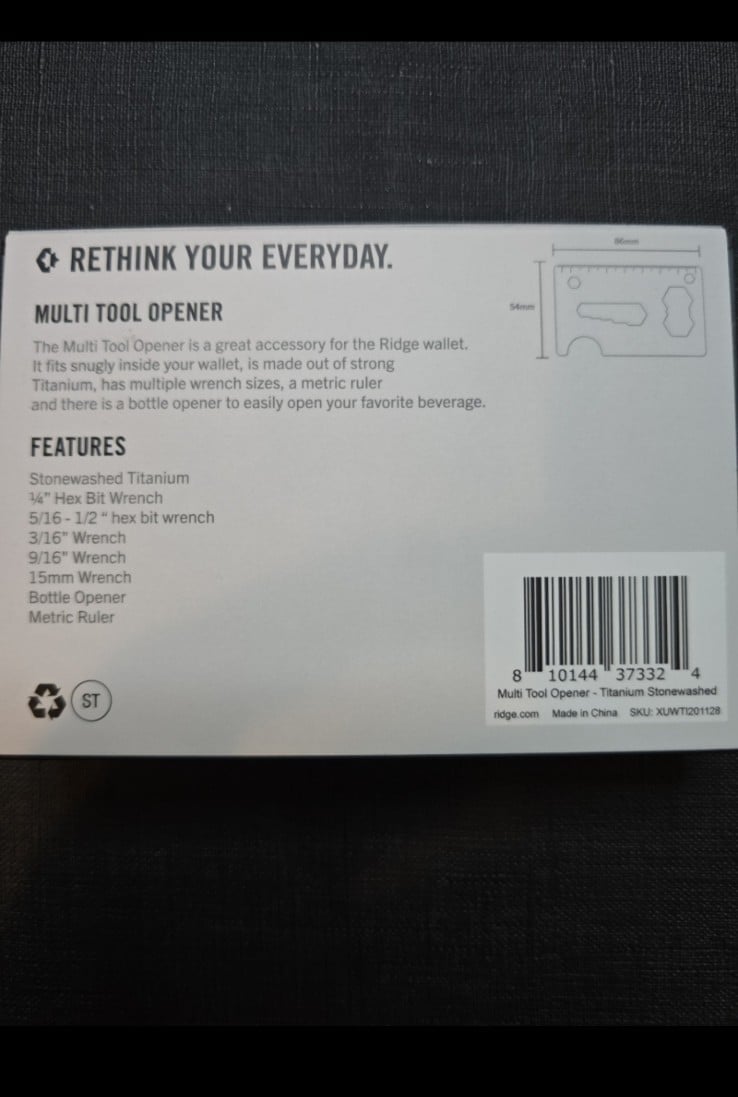 RETHINK YOUR EVERYDAY.
86mm
54mm
MULTI TOOL OPENER
The Multi Tool Opener is a great accessory for the Ridge wallet.
It fits snugly inside your wallet, is made out of strong
Titanium, has multiple wrench sizes, a metric ruler
and there is a bottle opener to easily open your favorite beverage.
FEATURES
Stonewashed Titanium
¼" Hex Bit Wrench
5/16 - 1/2 “ hex bit wrench
3/16" Wrench
9/16" Wrench
15mm Wrench
Bottle Opener
Metric Ruler
ST
8 10144 37332 4
Multi Tool Opener - Titanium Stonewashed
ridge.com Made in China SKU: XUWTI201128